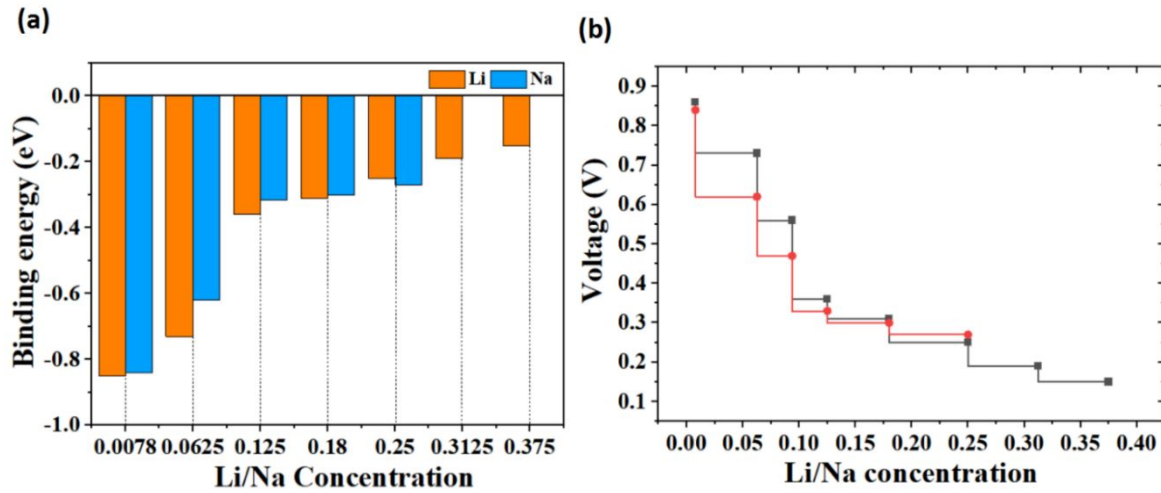 (a)
Li Na
0.0
-0.2
-0.4
-0.6
-0.8
-1.0
Binding energy (eV)
0.0078 0.0625 0.125 0.18 0.25 0.3125 0.375
Li/Na Concentration
(b)
0.9
0.8
0.7
0.6
0.5
0.4
0.3
0.2
0.1
Voltage (V)
0.00 0.05 0.10 0.15 0.20 0.25 0.30 0.35 0.40
Li/Na concentration